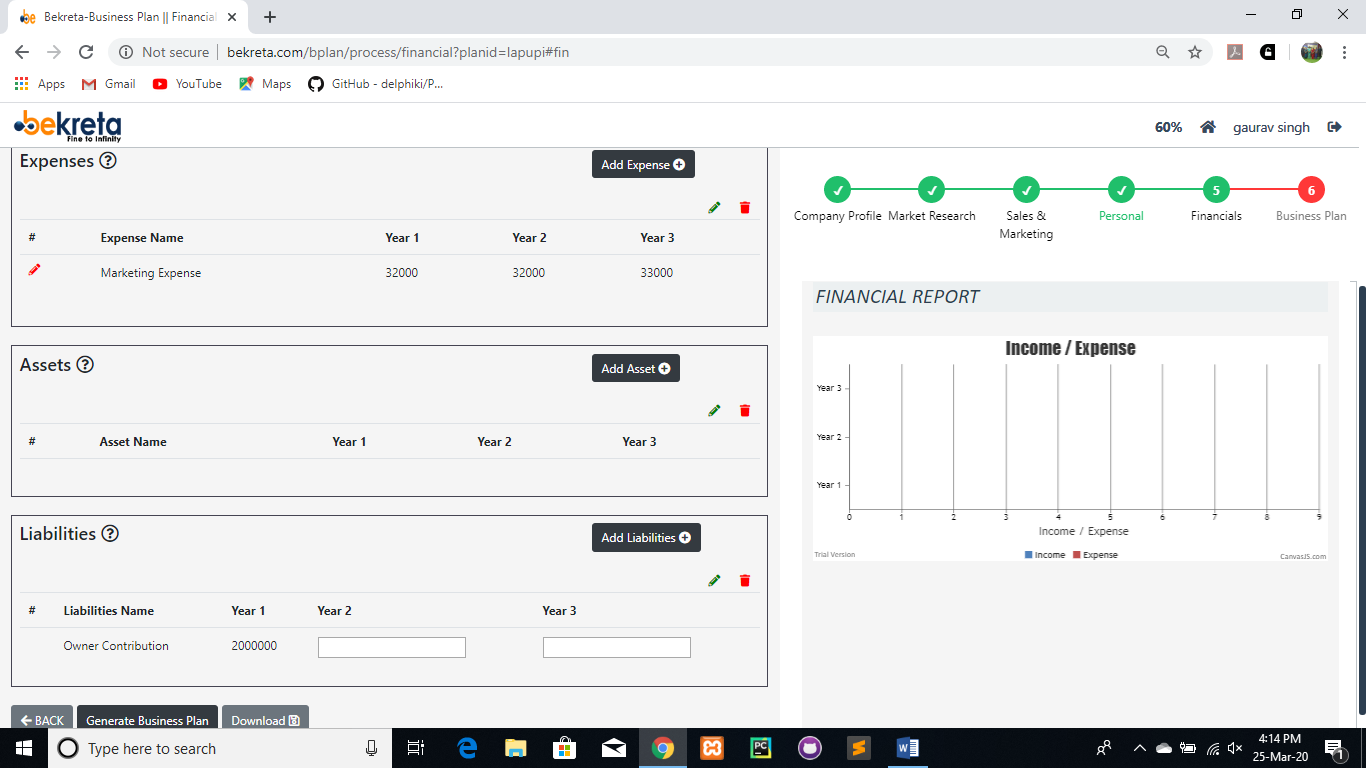 Bekreta-Business Plan || Financial
Not secure | bekreta.com/bplan/process/financial?planid=lapupi#fin
Apps Gmail YouTube Maps GitHub - delphiki/P...
bekreta
Fine to Infinity
60% gaurav singh
Expenses ?
Add Expense
# Expense Name Year 1 Year 2 Year 3
Marketing Expense 32000 32000 33000
Assets ?
Add Asset
# Asset Name Year 1 Year 2 Year 3
Liabilities ?
Add Liabilities
# Liabilities Name Year 1 Year 2 Year 3
Owner Contribution 2000000
BACK Generate Business Plan Download
5 6
Company Profile Market Research Sales & Marketing Personal Financials Business Plan
FINANCIAL REPORT
Income / Expense
Year 3
Year 2
Year 1
0 1 2 3 4 5 6 7 8 9
Income / Expense
Trial Version Income Expense CanvasJS.com
Type here to search
PC
W
4:14 PM
25-Mar-20
1